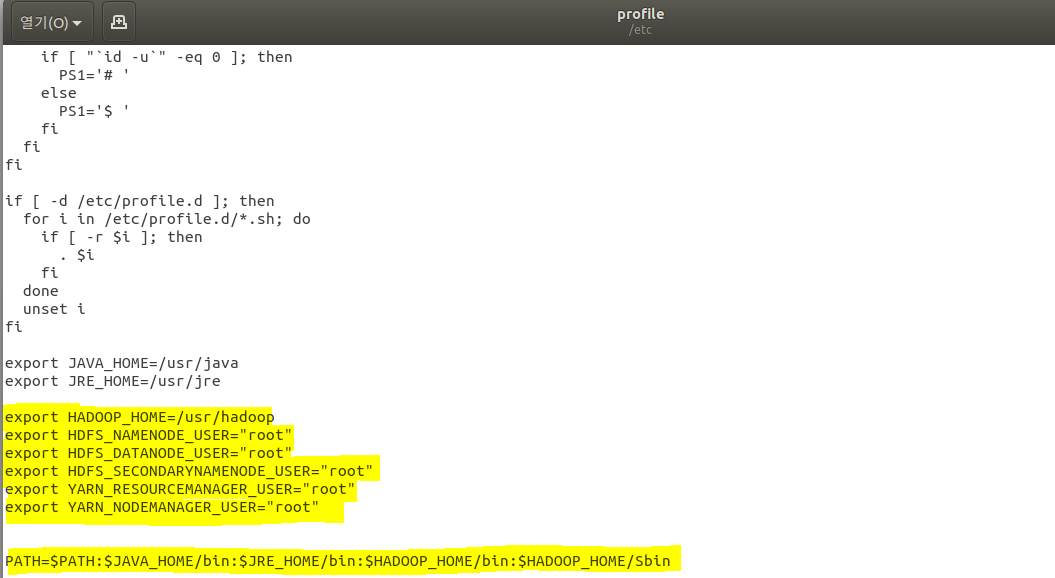 열기(O)
profile
/etc
if [ "`id -u`" -eq 0 ]; then
PS1='# '
else
PS1='$ '
fi
fi
fi
if [ -d /etc/profile.d ]; then
for i in /etc/profile.d/*.sh; do
if [ -r $i ]; then
. $i
fi
done
unset i
fi
export JAVA_HOME=/usr/java
export JRE_HOME=/usr/jre
export HADOOP_HOME=/usr/hadoop
export HDFS_NAMENODE_USER="root"
export HDFS_DATANODE_USER="root"
export HDFS_SECONDARYNAMENODE_USER="root"
export YARN_RESOURCEMANAGER_USER="root"
export YARN_NODEMANAGER_USER="root"
PATH=$PATH:$JAVA_HOME/bin:$JRE_HOME/bin:$HADOOP_HOME/bin:$HADOOP_HOME/Sbin